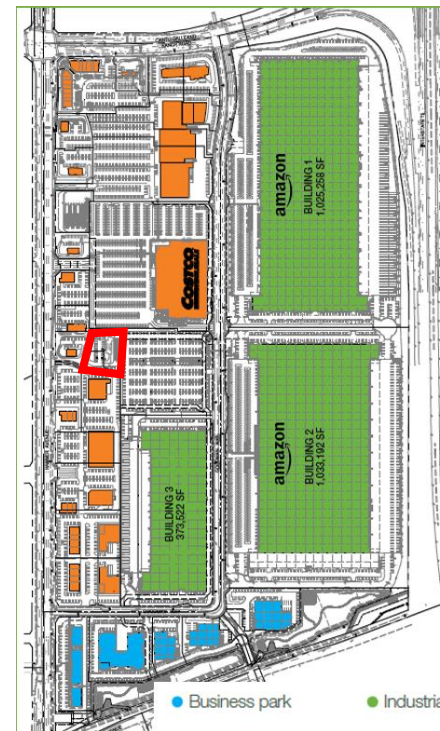 amazon
BUILDING 1
1,025,258 SF
Costco
WHOLESALE
amazon
BUILDING 2
1,033,192 SF
BUILDING 3
373,522 SF
Business park
Industria